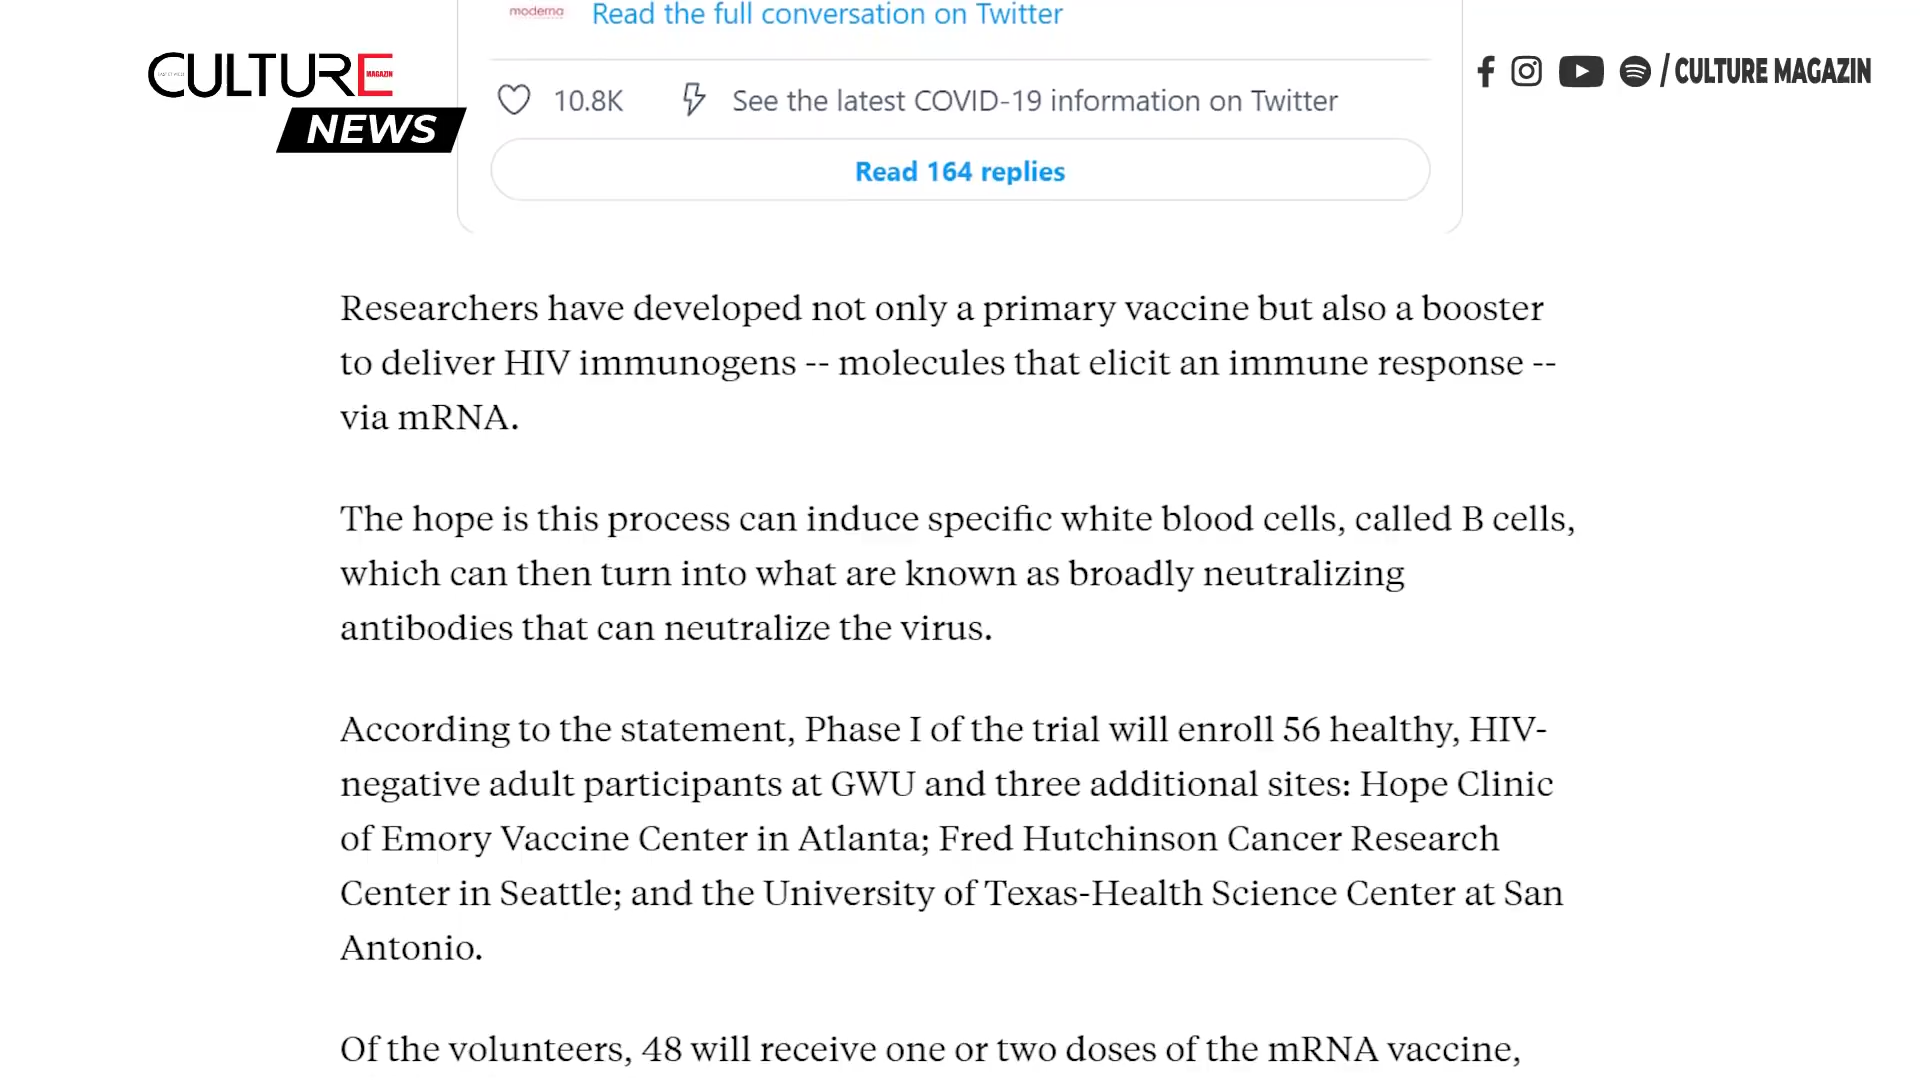 moderna
Read the full conversation on Twitter
CULTURE
MAGAZIN
NEWS
/ CULTURE MAGAZIN
10.8K
See the latest COVID-19 information on Twitter
Read 164 replies
Researchers have developed not only a primary vaccine but also a booster
to deliver HIV immunogens -- molecules that elicit an immune response --
via mRNA.
The hope is this process can induce specific white blood cells, called B cells,
which can then turn into what are known as broadly neutralizing
antibodies that can neutralize the virus.
According to the statement, Phase I of the trial will enroll 56 healthy, HIV-
negative adult participants at GWU and three additional sites: Hope Clinic
of Emory Vaccine Center in Atlanta; Fred Hutchinson Cancer Research
Center in Seattle; and the University of Texas-Health Science Center at San
Antonio.
Of the volunteers, 48 will receive one or two doses of the mRNA vaccine,